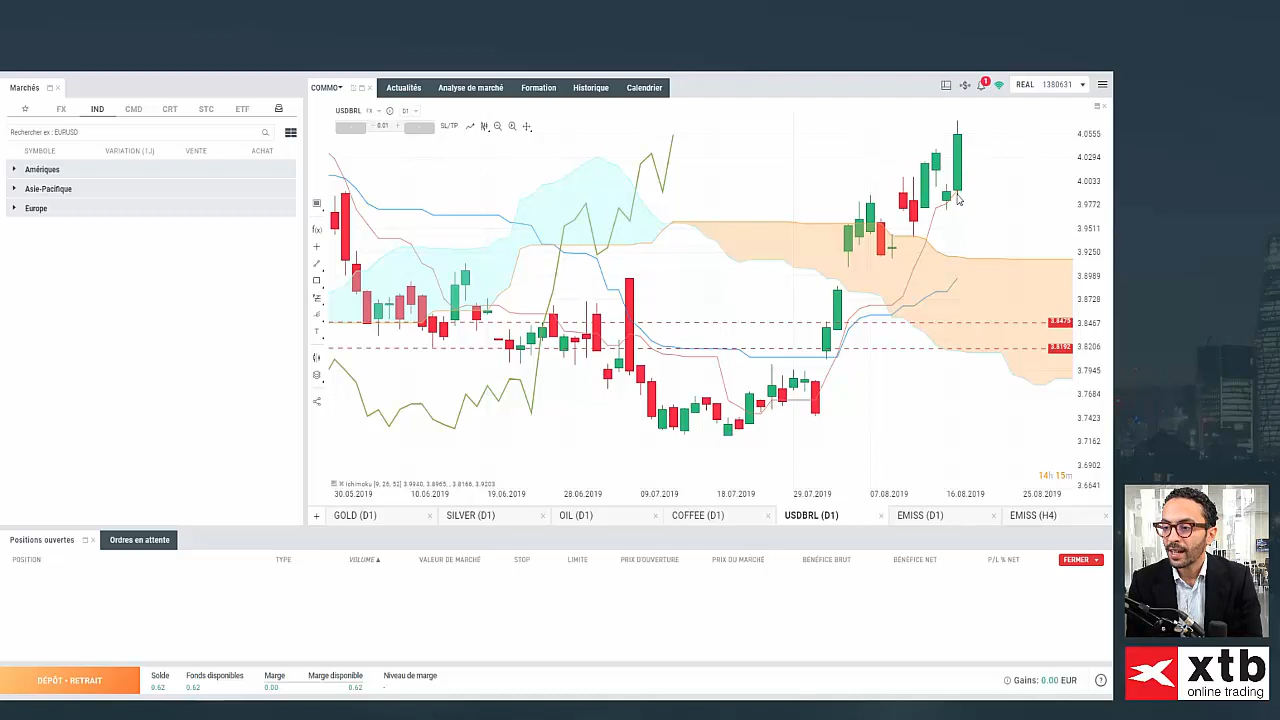 Marchés
COMMO
Actualités
Analyse de marché
Formation
Historique
Calendrier
1
REAL 1380631
FX IND CMD CRT STC ETF
Rechercher ex : EURUSD
SYMBOLE VARIATION (1J) VENTE ACHAT
Amériques
Asie-Pacifique
Europe
USDBRL FX D1
0.01 SL/TP
4.0555
4.0294
4.0033
3.9772
3.9511
3.9250
3.8989
3.8728
3.8475
3.8467
3.8192
3.8206
3.7945
3.7684
3.7423
3.7162
3.6902
3.6641
14h 15m
Ichimoku [9, 26, 52] 3.9940, 3.8965, , 3.8166, 3.9203
30.05.2019 10.06.2019 19.06.2019 28.06.2019 09.07.2019 18.07.2019 29.07.2019 07.08.2019 16.08.2019 25.08.2019
+ GOLD (D1) SILVER (D1) OIL (D1) COFFEE (D1) USDBRL (D1) EMISS (D1) EMISS (H4)
Positions ouvertes
Ordres en attente
POSITION TYPE VOLUME VALEUR DE MARCHÉ STOP LIMITE PRIX D'OUVERTURE PRIX DU MARCHÉ BÉNÉFICE BRUT BÉNÉFICE NET P/L % NET FERMER
DÉPÔT • RETRAIT
Solde Fonds disponibles Marge Marge disponible Niveau de marge
0.62 0.62 0.00 0.62 -
Gains: 0.00 EUR
xtb
online trading